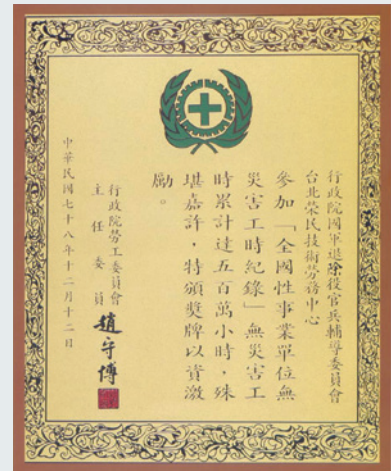 行政院國軍退除役官兵輔導委員會
台北榮民技術勞務中心
參加「全國性事業單位無
災害工時紀錄」無災害工
時累計達五百萬小時，殊
堪嘉許，特頒獎牌以資激
勵。
行政院勞工委員會
主任委員 趙守博
中華民國七十八年十二月十二日